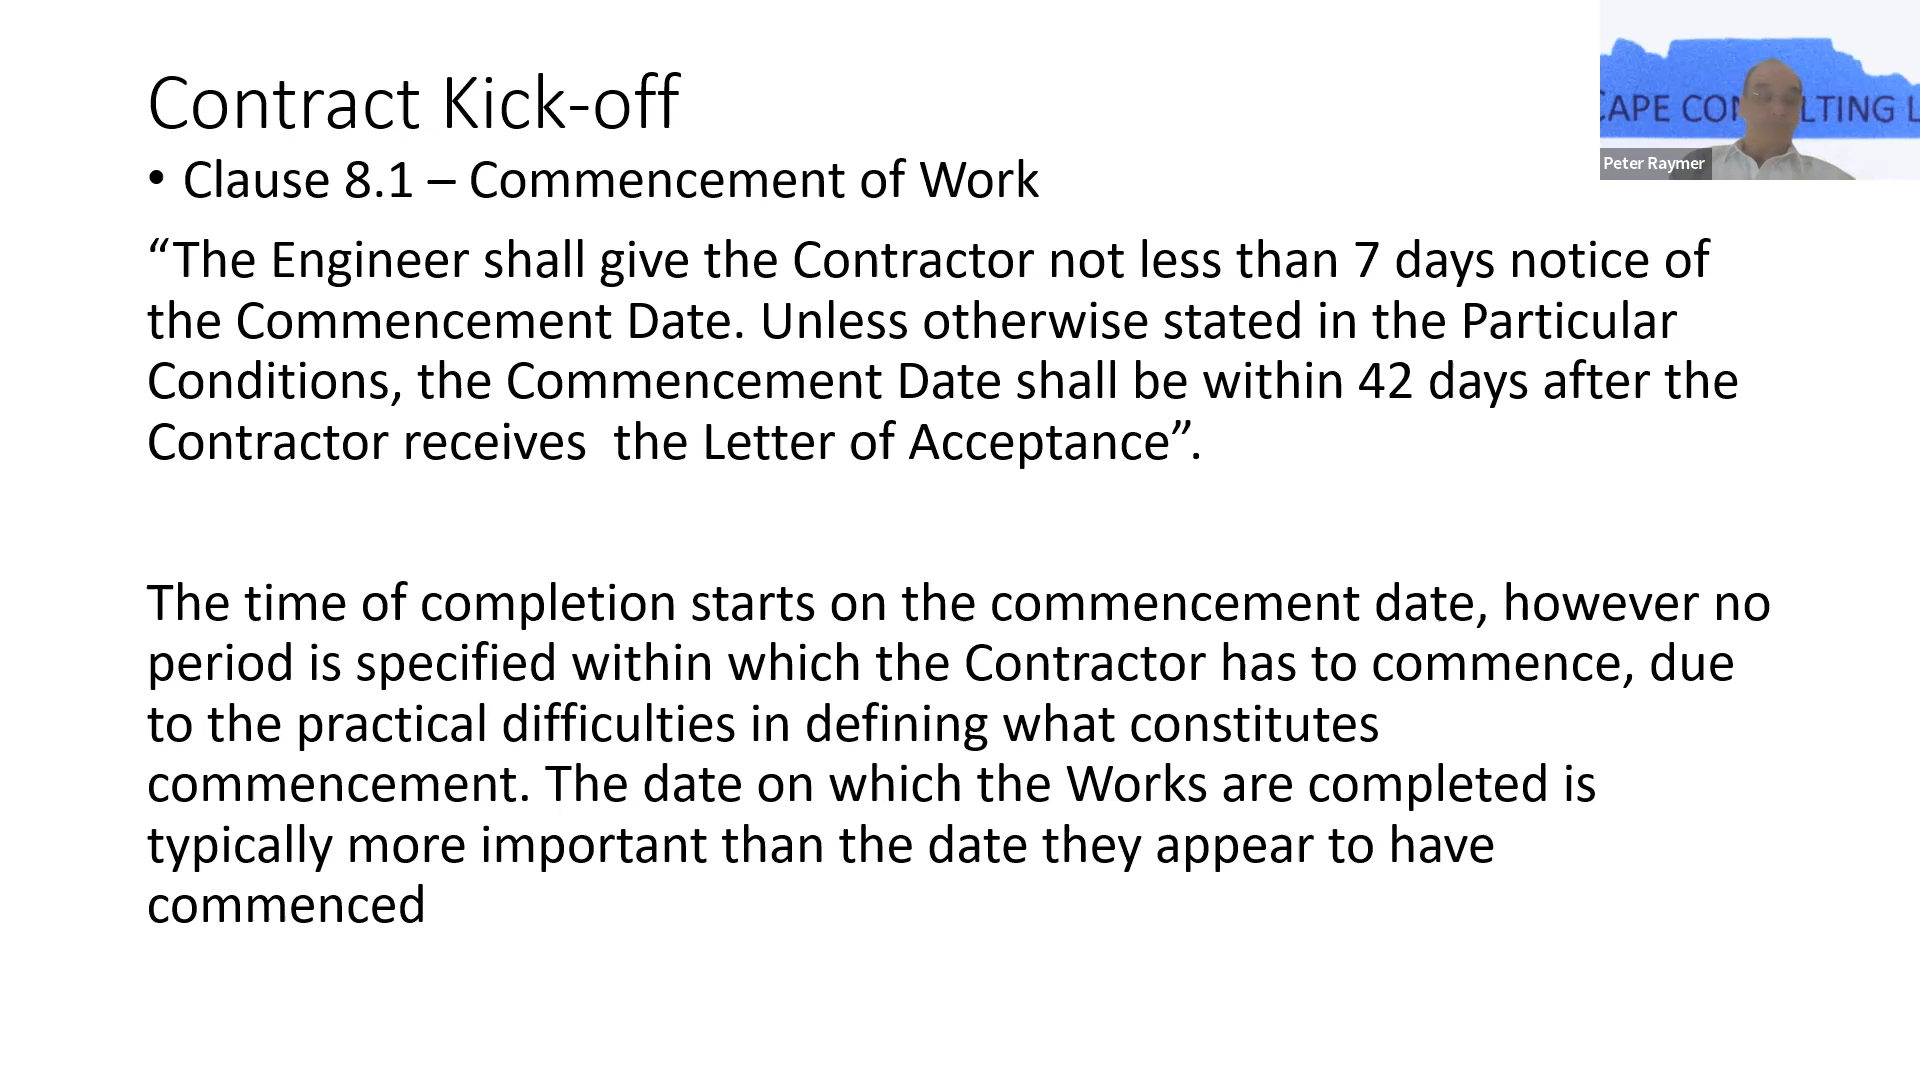 Contract Kick-off
• Clause 8.1 – Commencement of Work
“The Engineer shall give the Contractor not less than 7 days notice of
the Commencement Date. Unless otherwise stated in the Particular
Conditions, the Commencement Date shall be within 42 days after the
Contractor receives  the Letter of Acceptance”.
The time of completion starts on the commencement date, however no
period is specified within which the Contractor has to commence, due
to the practical difficulties in defining what constitutes
commencement. The date on which the Works are completed is
typically more important than the date they appear to have
commenced
CAPE CON LTING L
Peter Raymer